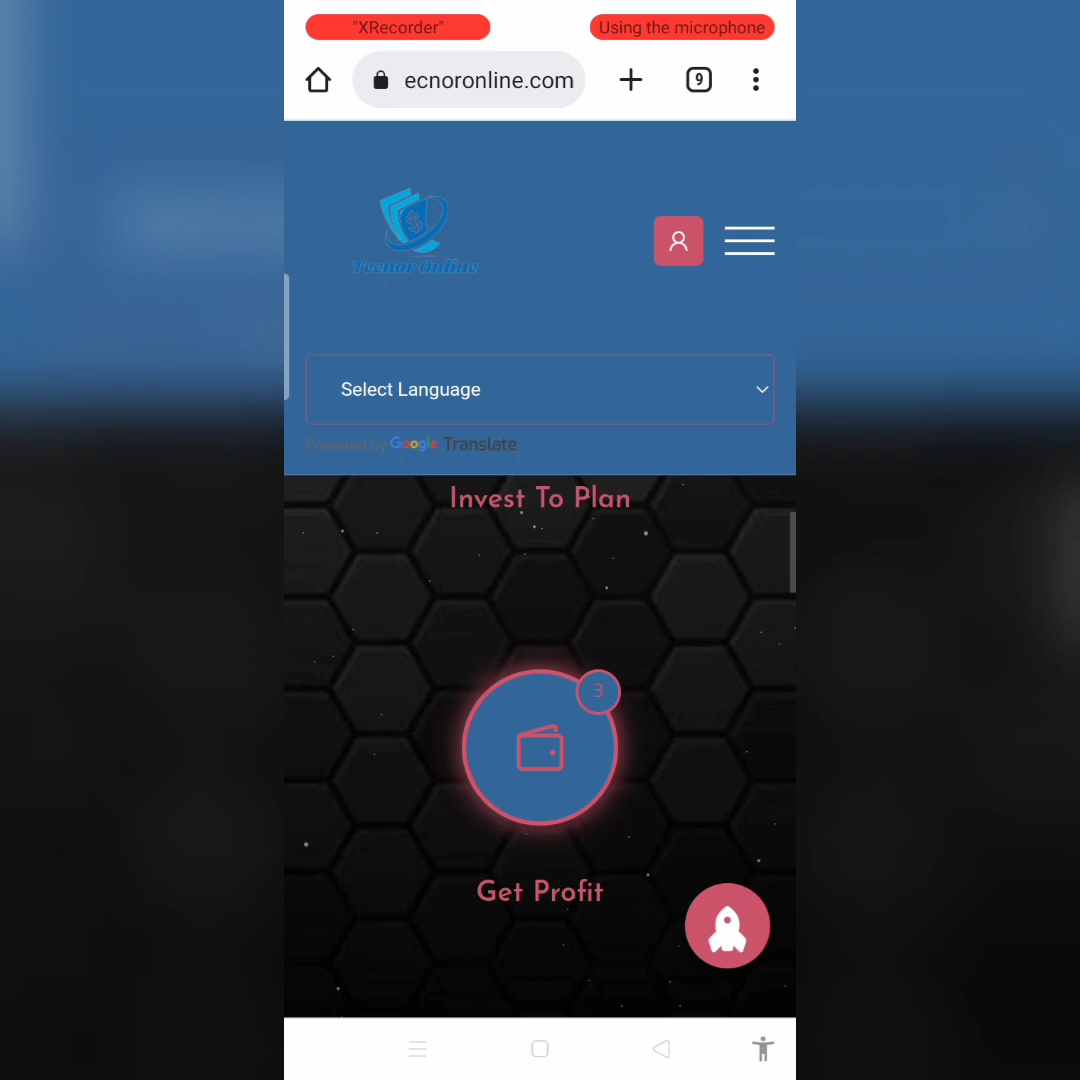 "XRecorder"
Using the microphone
ecnoronline.com
9
Tecnor Online
Select Language
Powered by Google Translate
Invest To Plan
3
Get Profit